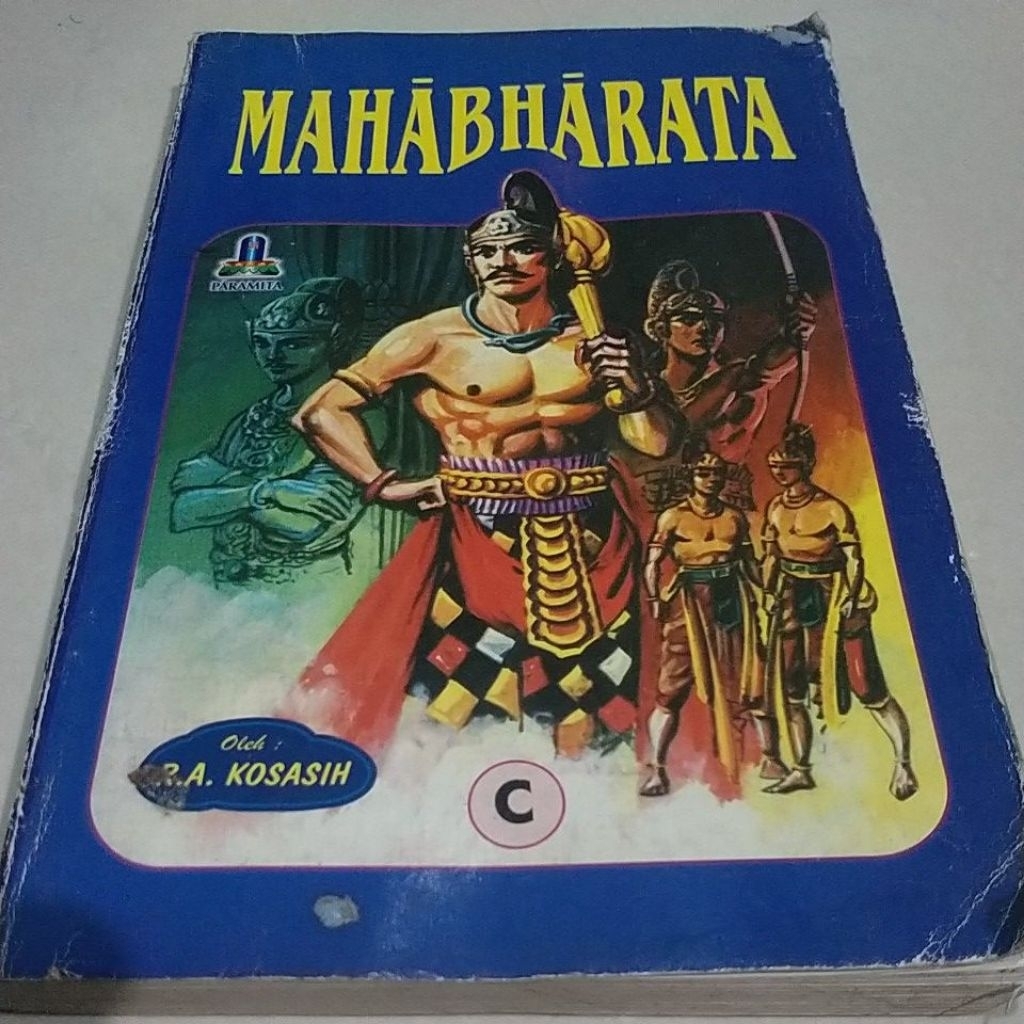 MAHĀBHĀRATA
PARAMITA
Oleh :
R.A. KOSASIH
C